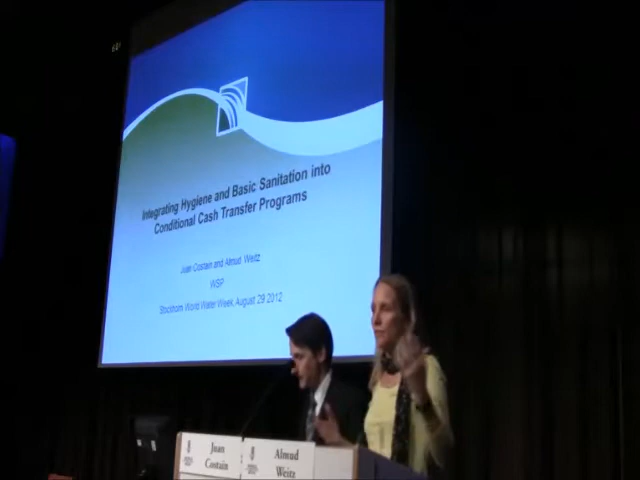 Integrating Hygiene and Basic Sanitation into
Conditional Cash Transfer Programs
Juan Costain and Almud Weitz
WSP
Stockholm World Water Week, August 29 2012
Juan
Costain
Almud
Weitz